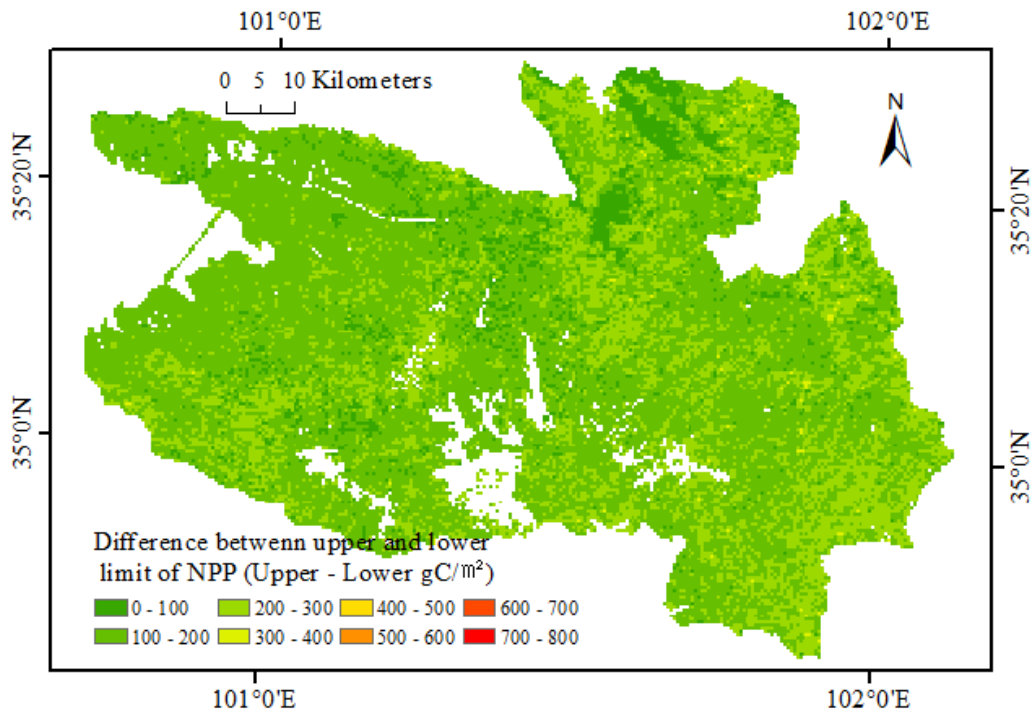 101°0'E 102°0'E
0 5 10 Kilometers
N
35°20'N 35°20'N
35°0'N 35°0'N
Difference betwenn upper and lower
limit of NPP (Upper - Lower gC/m²)
0 - 100 200 - 300 400 - 500 600 - 700
100 - 200 300 - 400 500 - 600 700 - 800
101°0'E 102°0'E